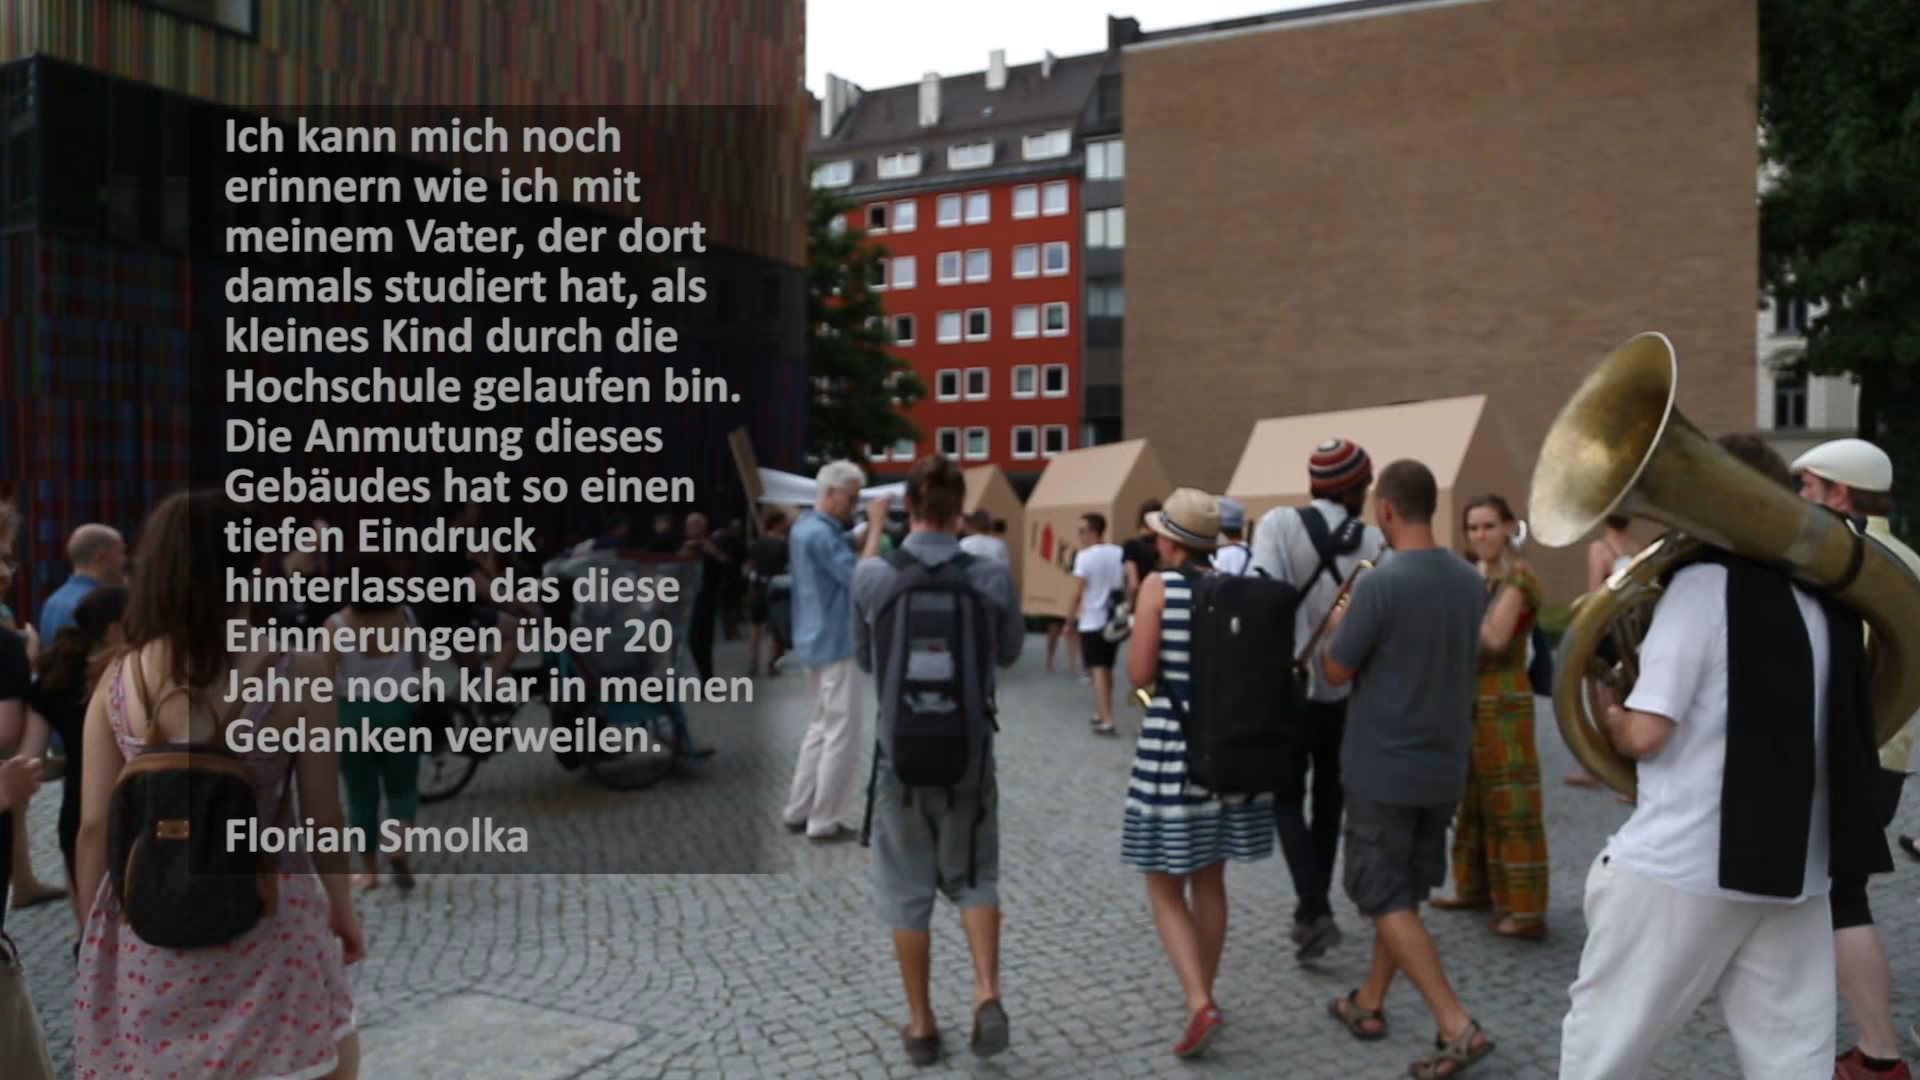 Ich kann mich noch
erinnern wie ich mit
meinem Vater, der dort
damals studiert hat, als
kleines Kind durch die
Hochschule gelaufen bin.
Die Anmutung dieses
Gebäudes hat so einen
tiefen Eindruck
hinterlassen das diese
Erinnerungen über 20
Jahre noch klar in meinen
Gedanken verweilen.
Florian Smolka